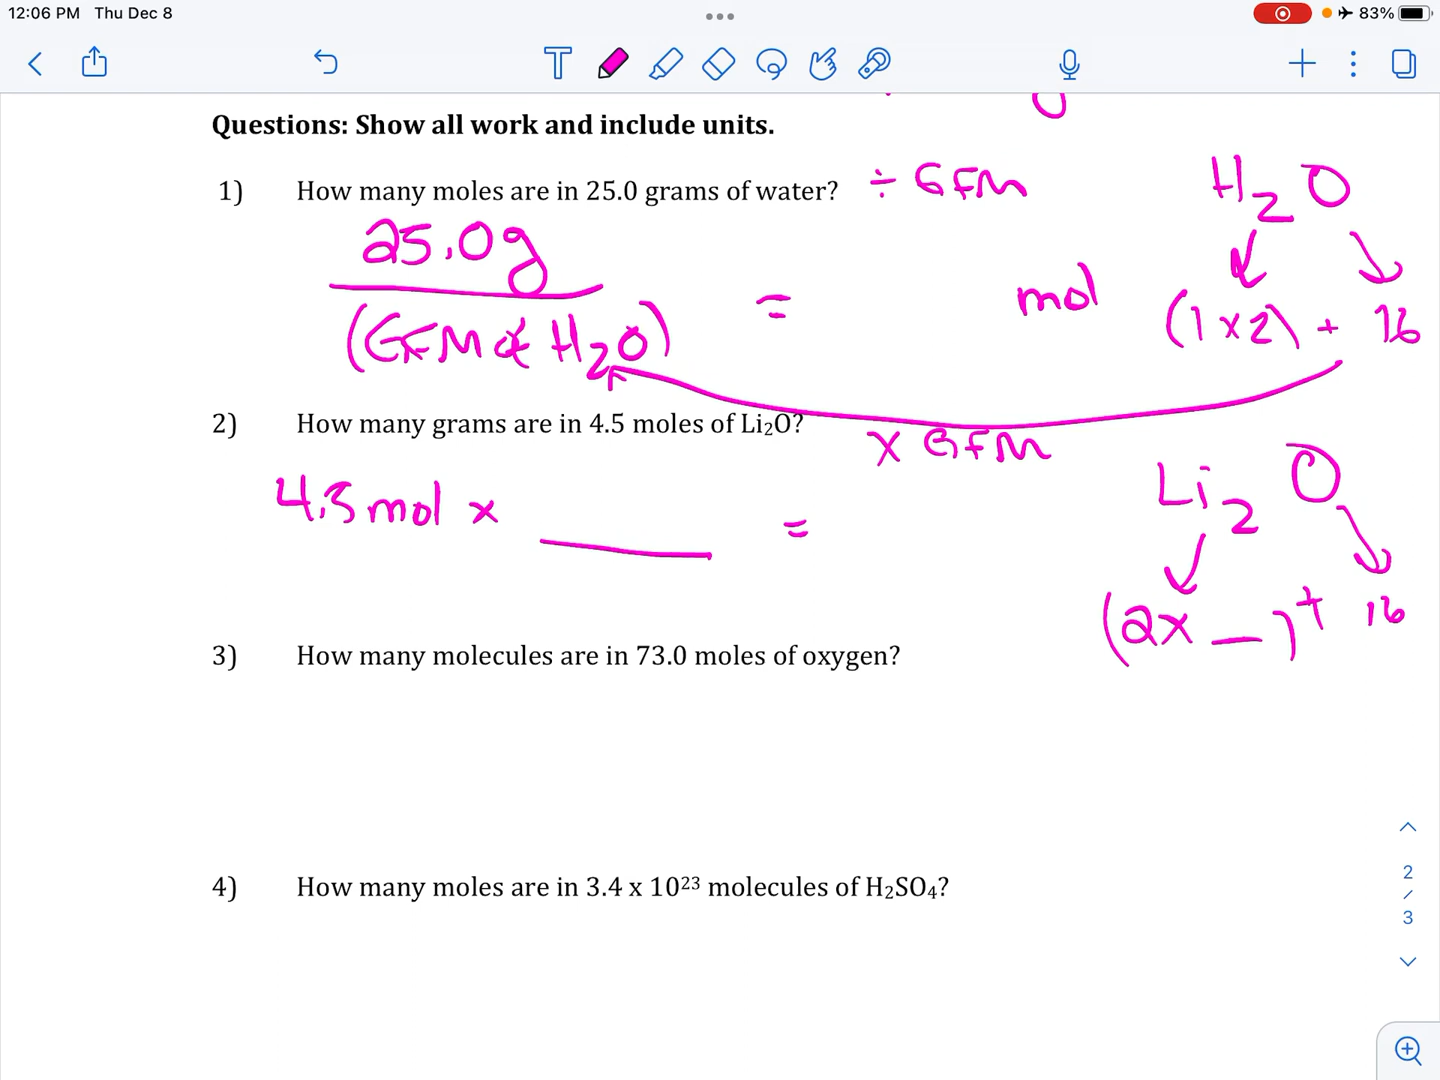 12:06 PM Thu Dec 8 83%
T
Questions: Show all work and include units.
1) How many moles are in 25.0 grams of water? ÷ GFM H₂O
25.0g
(GFM of H₂O) = mol (1x2) + 16
2) How many grams are in 4.5 moles of Li₂O?
x GFM Li₂O
4.5 mol x ___ =
(2x _) + 16
3) How many molecules are in 73.0 moles of oxygen?
4) How many moles are in 3.4 x 10²³ molecules of H₂SO₄?
2
/
3